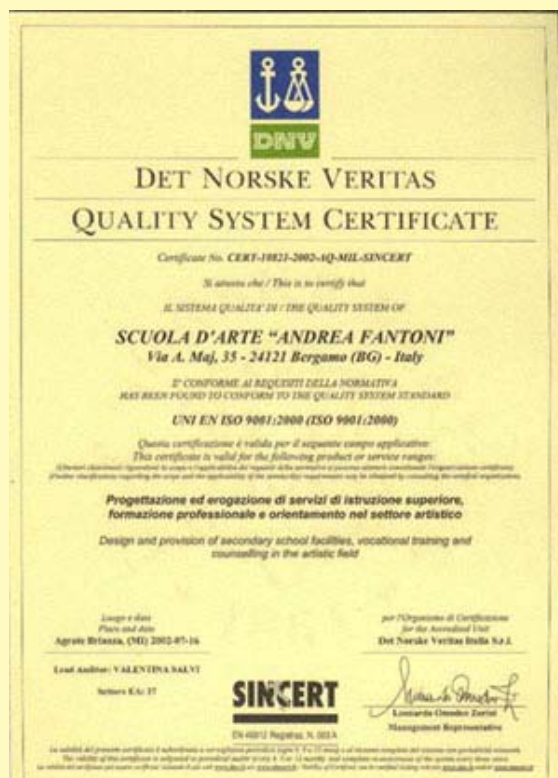 DNV
DET NORSKE VERITAS
QUALITY SYSTEM CERTIFICATE
Certificate No. CERT-10821-2002-AQ-MIL-SINCERT
Si attesta che / This is to certify that
IL SISTEMA QUALITA' DI / THE QUALITY SYSTEM OF
SCUOLA D'ARTE "ANDREA FANTONI"
Via A. Maj, 35 - 24121 Bergamo (BG) - Italy
E' CONFORME AI REQUISITI DELLA NORMATIVA
HAS BEEN FOUND TO CONFORM TO THE QUALITY SYSTEM STANDARD
UNI EN ISO 9001:2000 (ISO 9001:2000)
Questa certificazione è valida per il seguente campo applicativo:
This certificate is valid for the following product or service ranges:
Progettazione ed erogazione di servizi di istruzione superiore,
formazione professionale e orientamento nel settore artistico
Design and provision of secondary school facilities, vocational training and
counselling in the artistic field
Luogo e data
Place and date
Agrate Brianza, (MI) 2002-07-16
per l'Organismo di Certificazione
for the Accredited Unit
Det Norske Veritas Italia S.r.l.
Lead Auditor: VALENTINA SALVI
Settore EA: 37
SINCERT
EN 45012 Registraz. N. 003A
Leonardo Omodeo Zorini
Management Representative